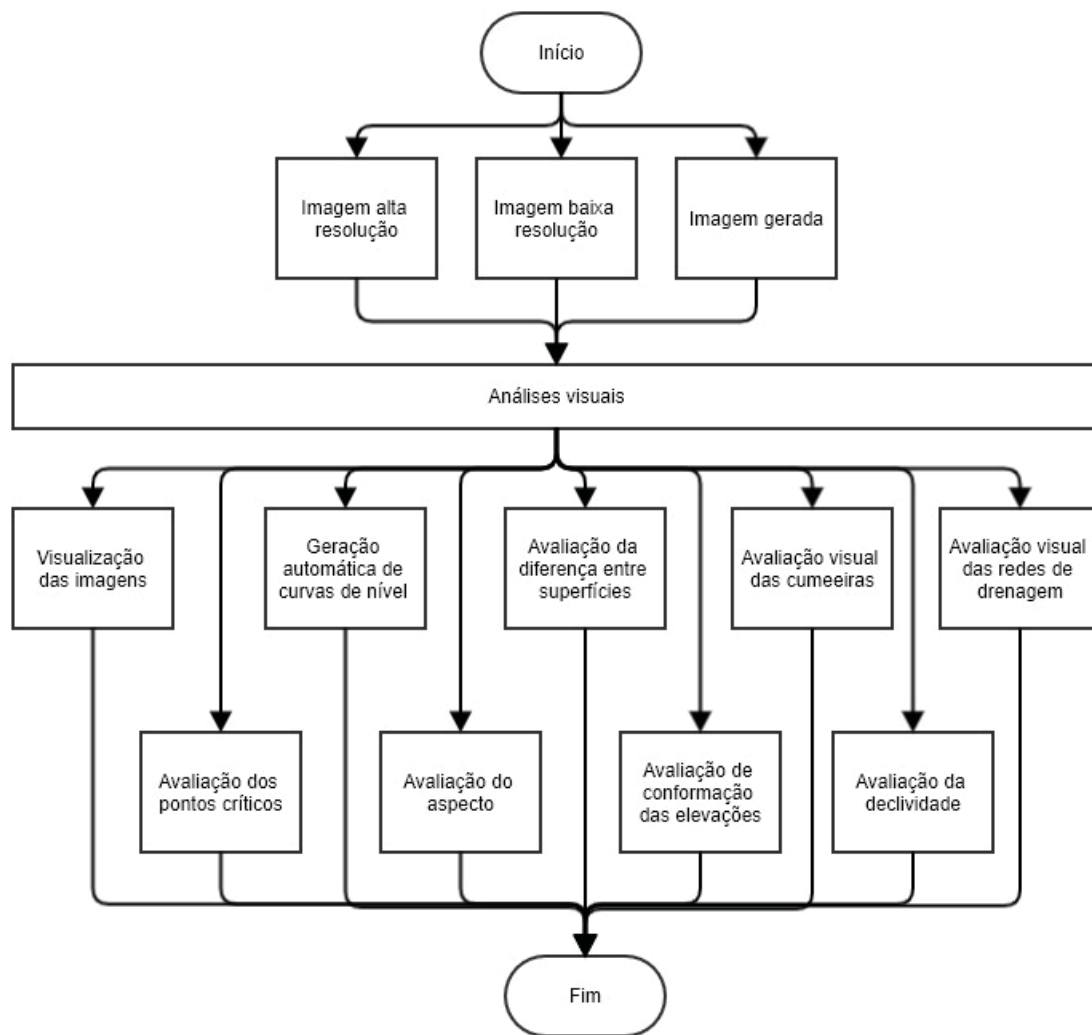 Início
Imagem alta
resolução
Imagem baixa
resolução
Imagem gerada
Análises visuais
Visualização
das imagens
Geração
automática de
curvas de nível
Avaliação da
diferença entre
superfícies
Avaliação visual
das cumeeiras
Avaliação visual
das redes de
drenagem
Avaliação dos
pontos críticos
Avaliação do
aspecto
Avaliação de
conformação
das elevações
Avaliação da
declividade
Fim